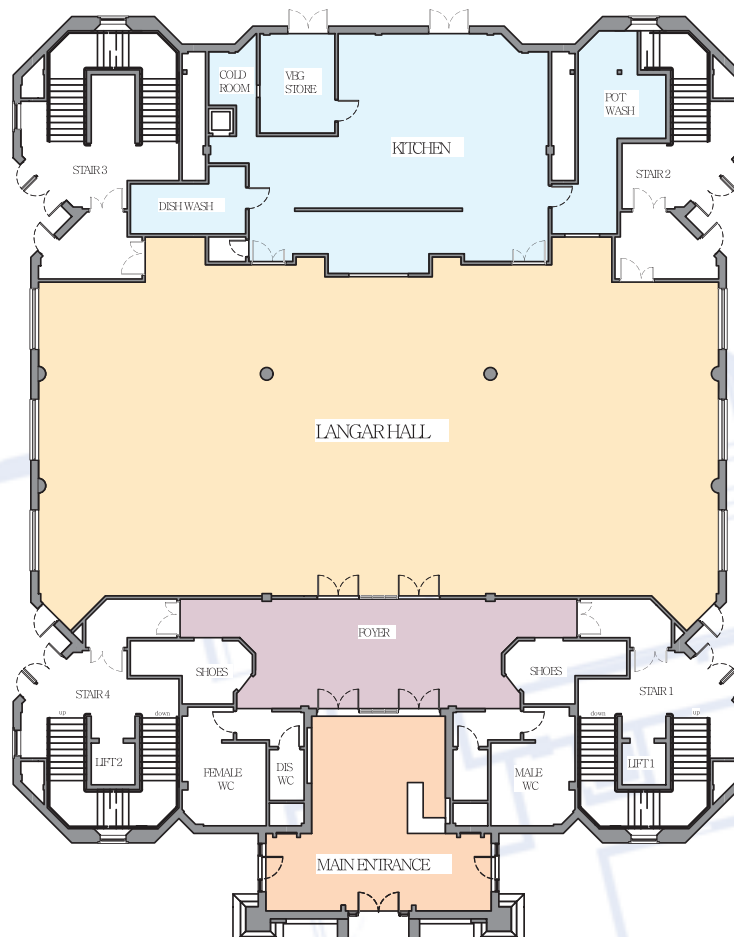 COLD
ROOM
VEG
STORE
POT
WASH
KITCHEN
STAIR 3
STAIR 2
DISH WASH
LANGAR HALL
FOYER
SHOES
SHOES
STAIR 4
STAIR 1
up
down
down
up
LIFT 2
LIFT 1
FEMALE
WC
DIS
WC
MALE
WC
MAIN ENTRANCE